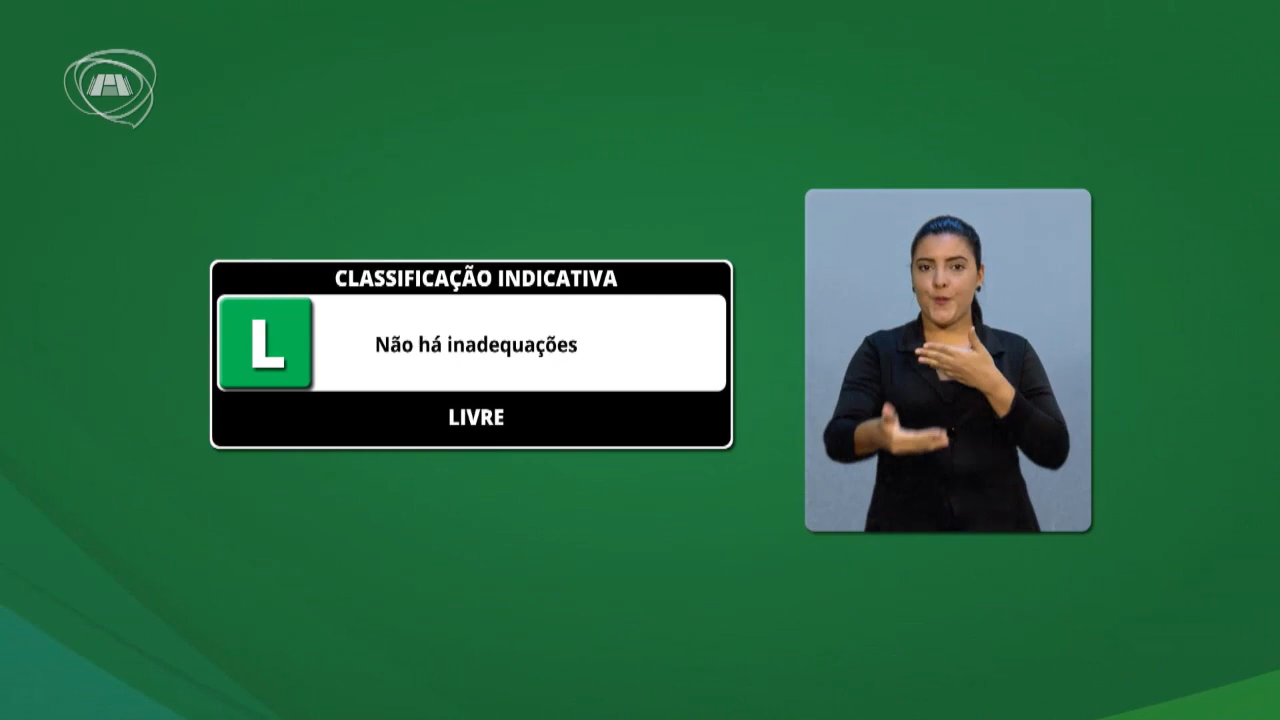 CLASSIFICAÇÃO INDICATIVA
L
Não há inadequações
LIVRE